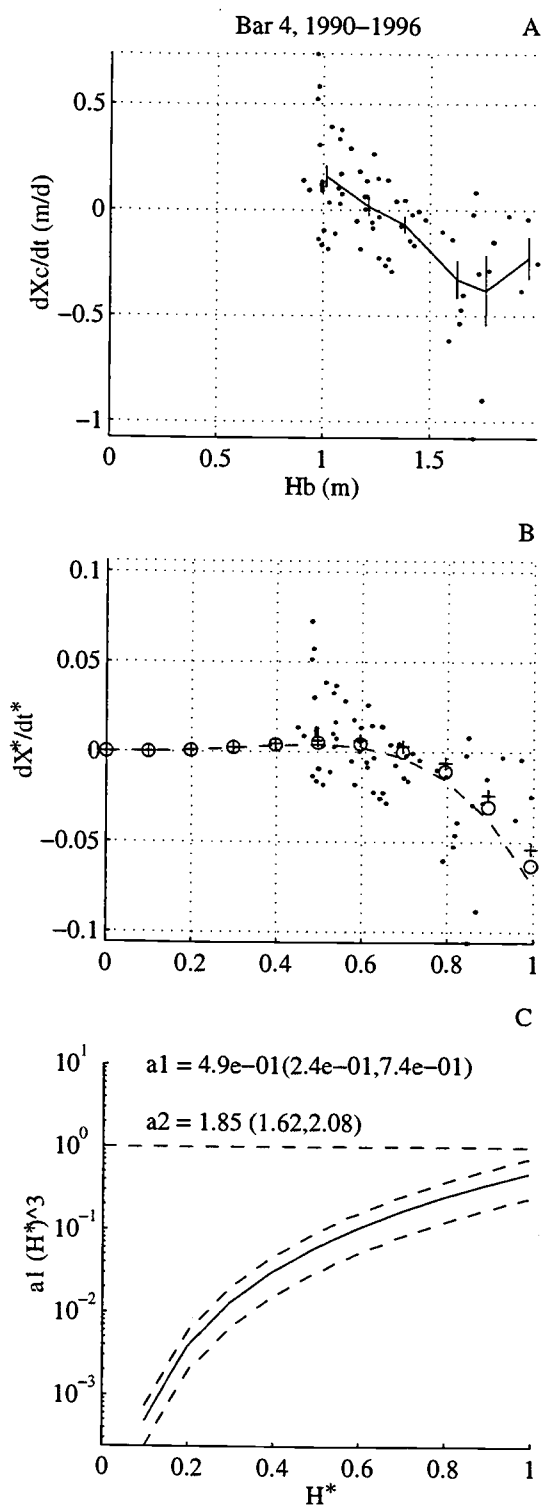 Bar 4, 1990−1996
A
0.5
0
−0.5
−1
dXc/dt (m/d)
0
0.5
1
1.5
Hb (m)
B
0.1
0.05
0
−0.05
−0.1
dX*/dt*
0
0.2
0.4
0.6
0.8
1
C
a1 = 4.9e−01(2.4e−01,7.4e−01)
a2 = 1.85 (1.62,2.08)
10^1
10^0
10^−1
10^−2
10^−3
a1 (H*)^3
0
0.2
0.4
0.6
0.8
1
H*